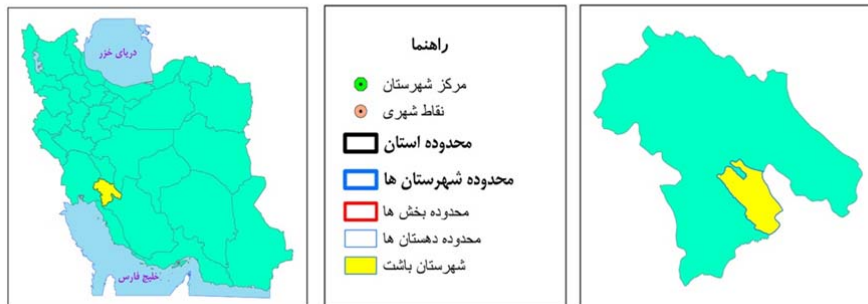 دریای خزر
خلیج فارس
راهنما
مرکز شهرستان
نقاط شهری
محدوده استان
محدوده شهرستان ها
محدوده بخش ها
محدوده دهستان ها
شهرستان باشت